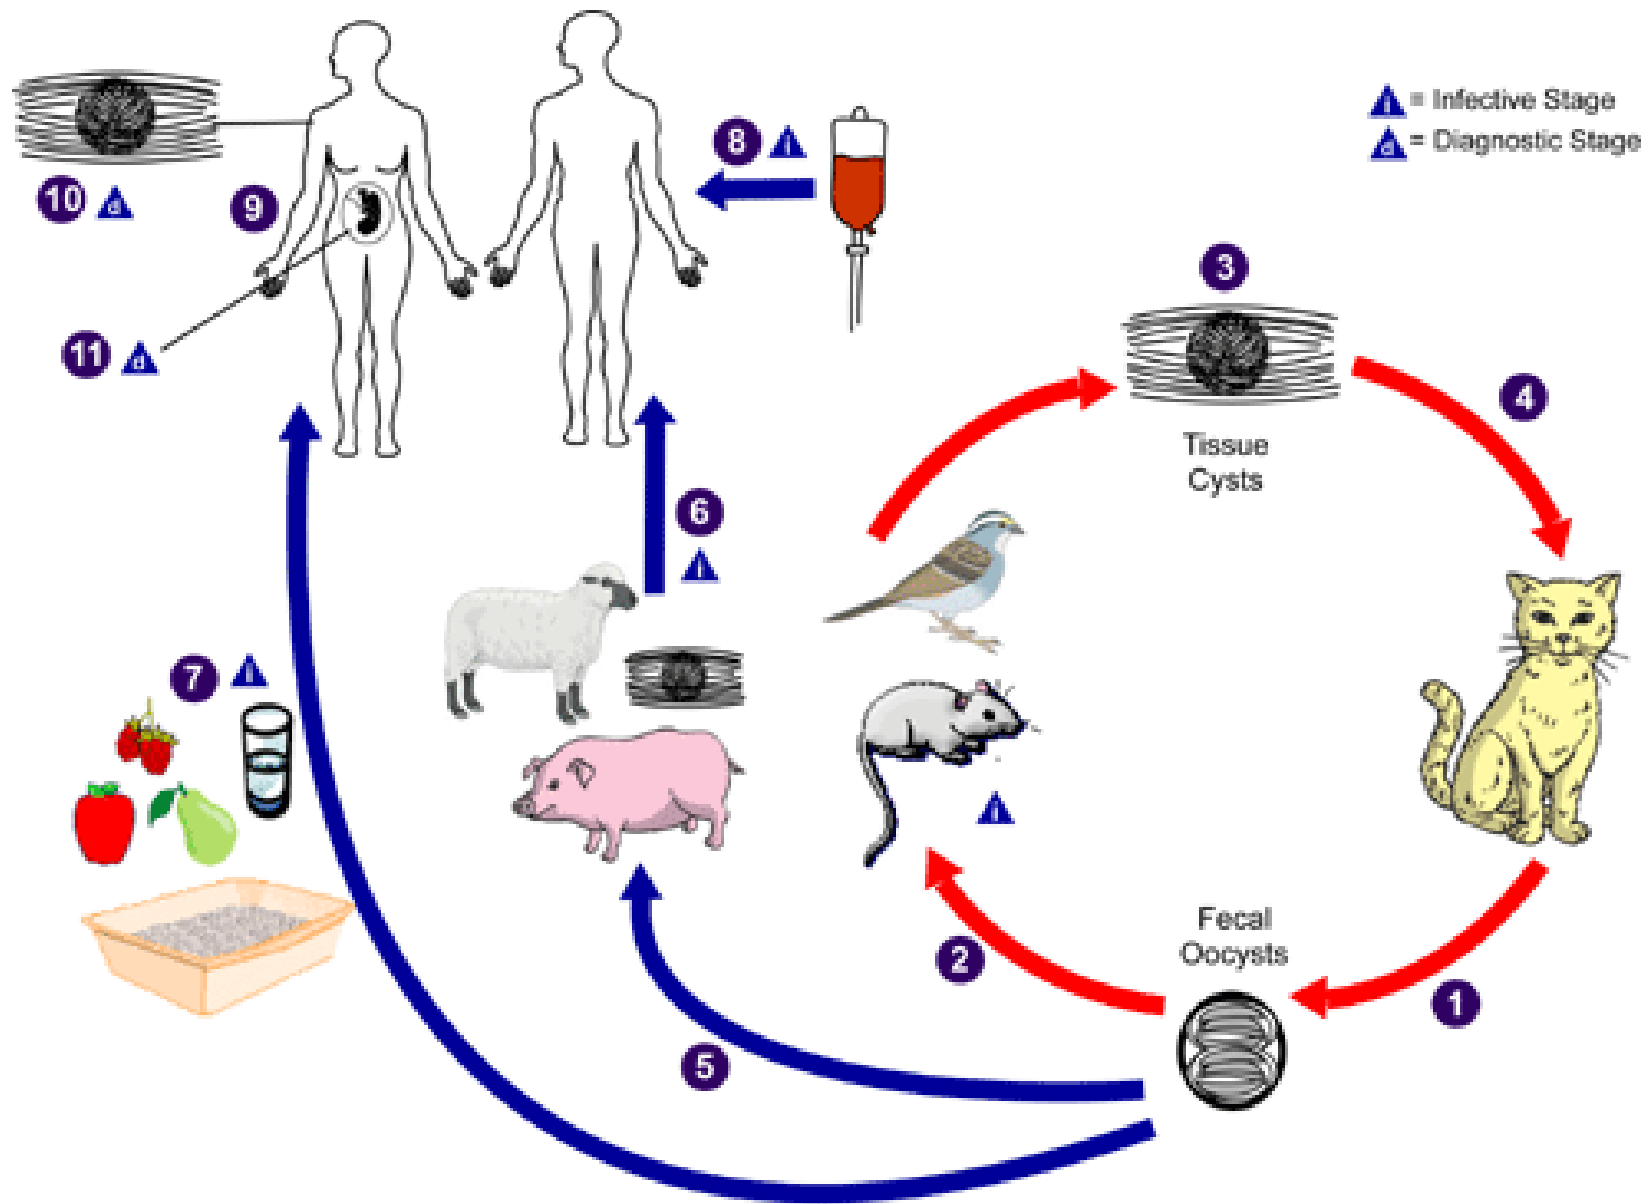 i = Infective Stage
d = Diagnostic Stage
10 d
9
8 i
11 d
3
Tissue
Cysts
4
6
i
7 i
i
Fecal
Oocysts
2
1
5